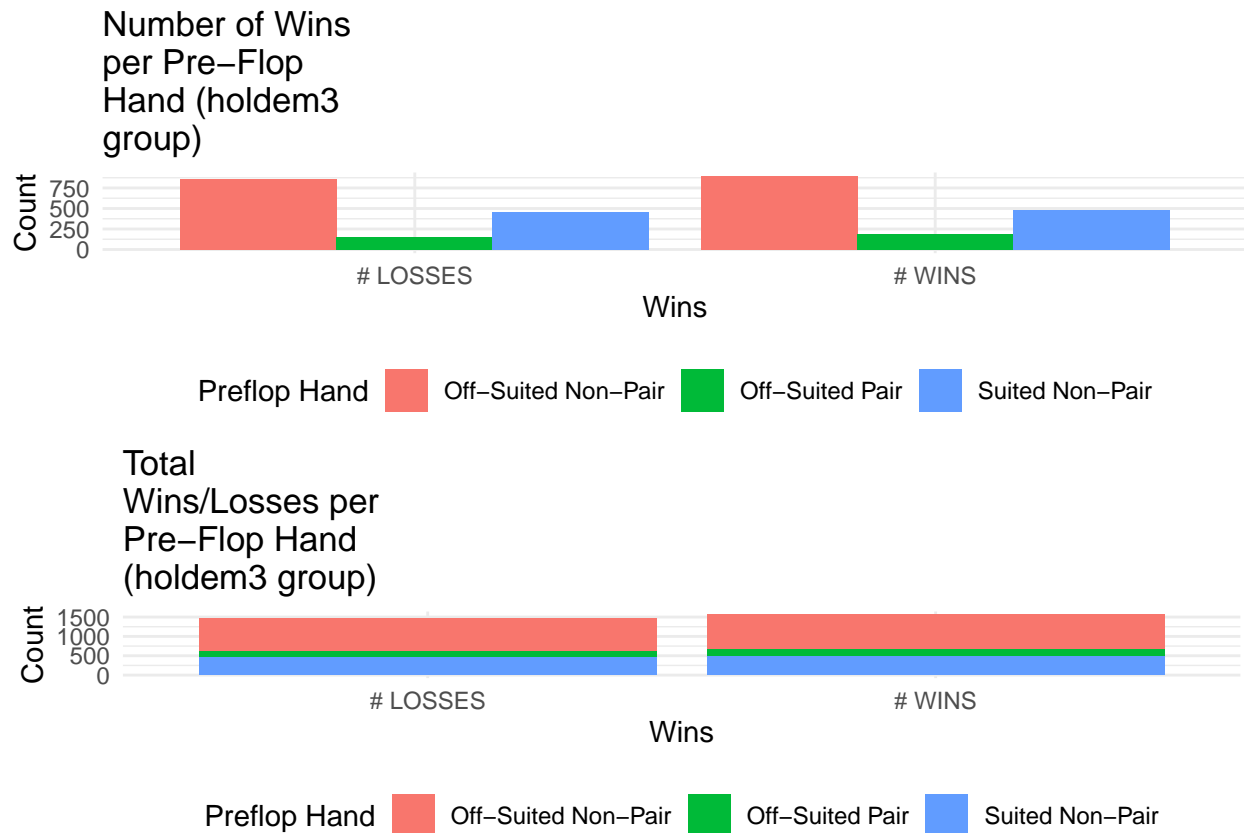 Number of Wins
per Pre−Flop
Hand (holdem3
group)
Count
750
500
250
0
# LOSSES
# WINS
Wins
Preflop Hand
Off−Suited Non−Pair
Off−Suited Pair
Suited Non−Pair
Total
Wins/Losses per
Pre−Flop Hand
(holdem3 group)
Count
1500
1000
500
0
# LOSSES
# WINS
Wins
Preflop Hand
Off−Suited Non−Pair
Off−Suited Pair
Suited Non−Pair